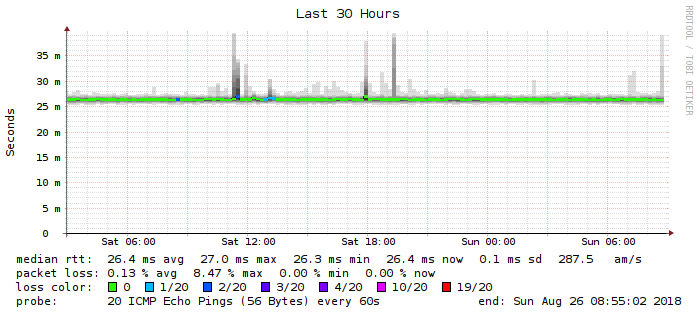 Last 30 Hours
RRDTOOL / TOBI OETIKER
Seconds
35 m
30 m
25 m
20 m
15 m
10 m
5 m
0
Sat 06:00 Sat 12:00 Sat 18:00 Sun 00:00 Sun 06:00
median rtt: 26.4 ms avg 27.0 ms max 26.3 ms min 26.4 ms now 0.1 ms sd 287.5 am/s
packet loss: 0.13 % avg 8.47 % max 0.00 % min 0.00 % now
loss color: 0 1/20 2/20 3/20 4/20 10/20 19/20
probe: 20 ICMP Echo Pings (56 Bytes) every 60s end: Sun Aug 26 08:55:02 2018